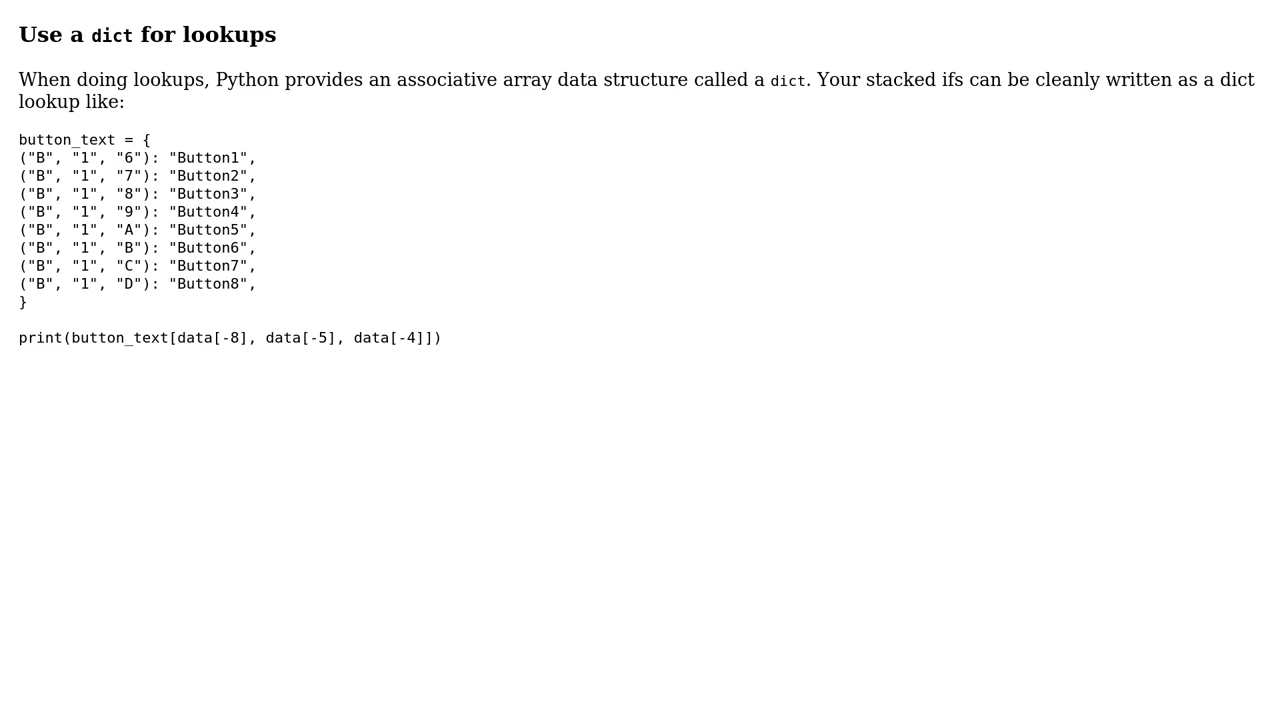 Use a dict for lookups
When doing lookups, Python provides an associative array data structure called a dict. Your stacked ifs can be cleanly written as a dict
lookup like:
button_text = {
("B", "1", "6"): "Button1",
("B", "1", "7"): "Button2",
("B", "1", "8"): "Button3",
("B", "1", "9"): "Button4",
("B", "1", "A"): "Button5",
("B", "1", "B"): "Button6",
("B", "1", "C"): "Button7",
("B", "1", "D"): "Button8",
}
print(button_text[data[-8], data[-5], data[-4]])